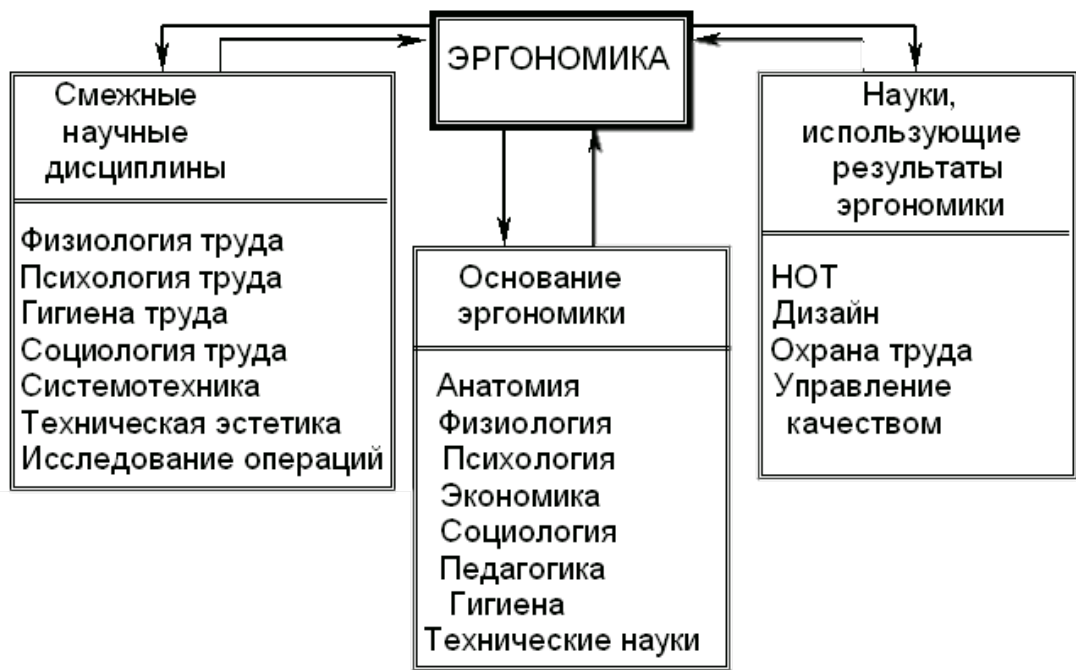 ЭРГОНОМИКА
Смежные
научные
дисциплины
Физиология труда
Психология труда
Гигиена труда
Социология труда
Системотехника
Техническая эстетика
Исследование операций
Основание
эргономики
Анатомия
Физиология
Психология
Экономика
Социология
Педагогика
Гигиена
Технические науки
Науки,
использующие
результаты
эргономики
НОТ
Дизайн
Охрана труда
Управление
качеством